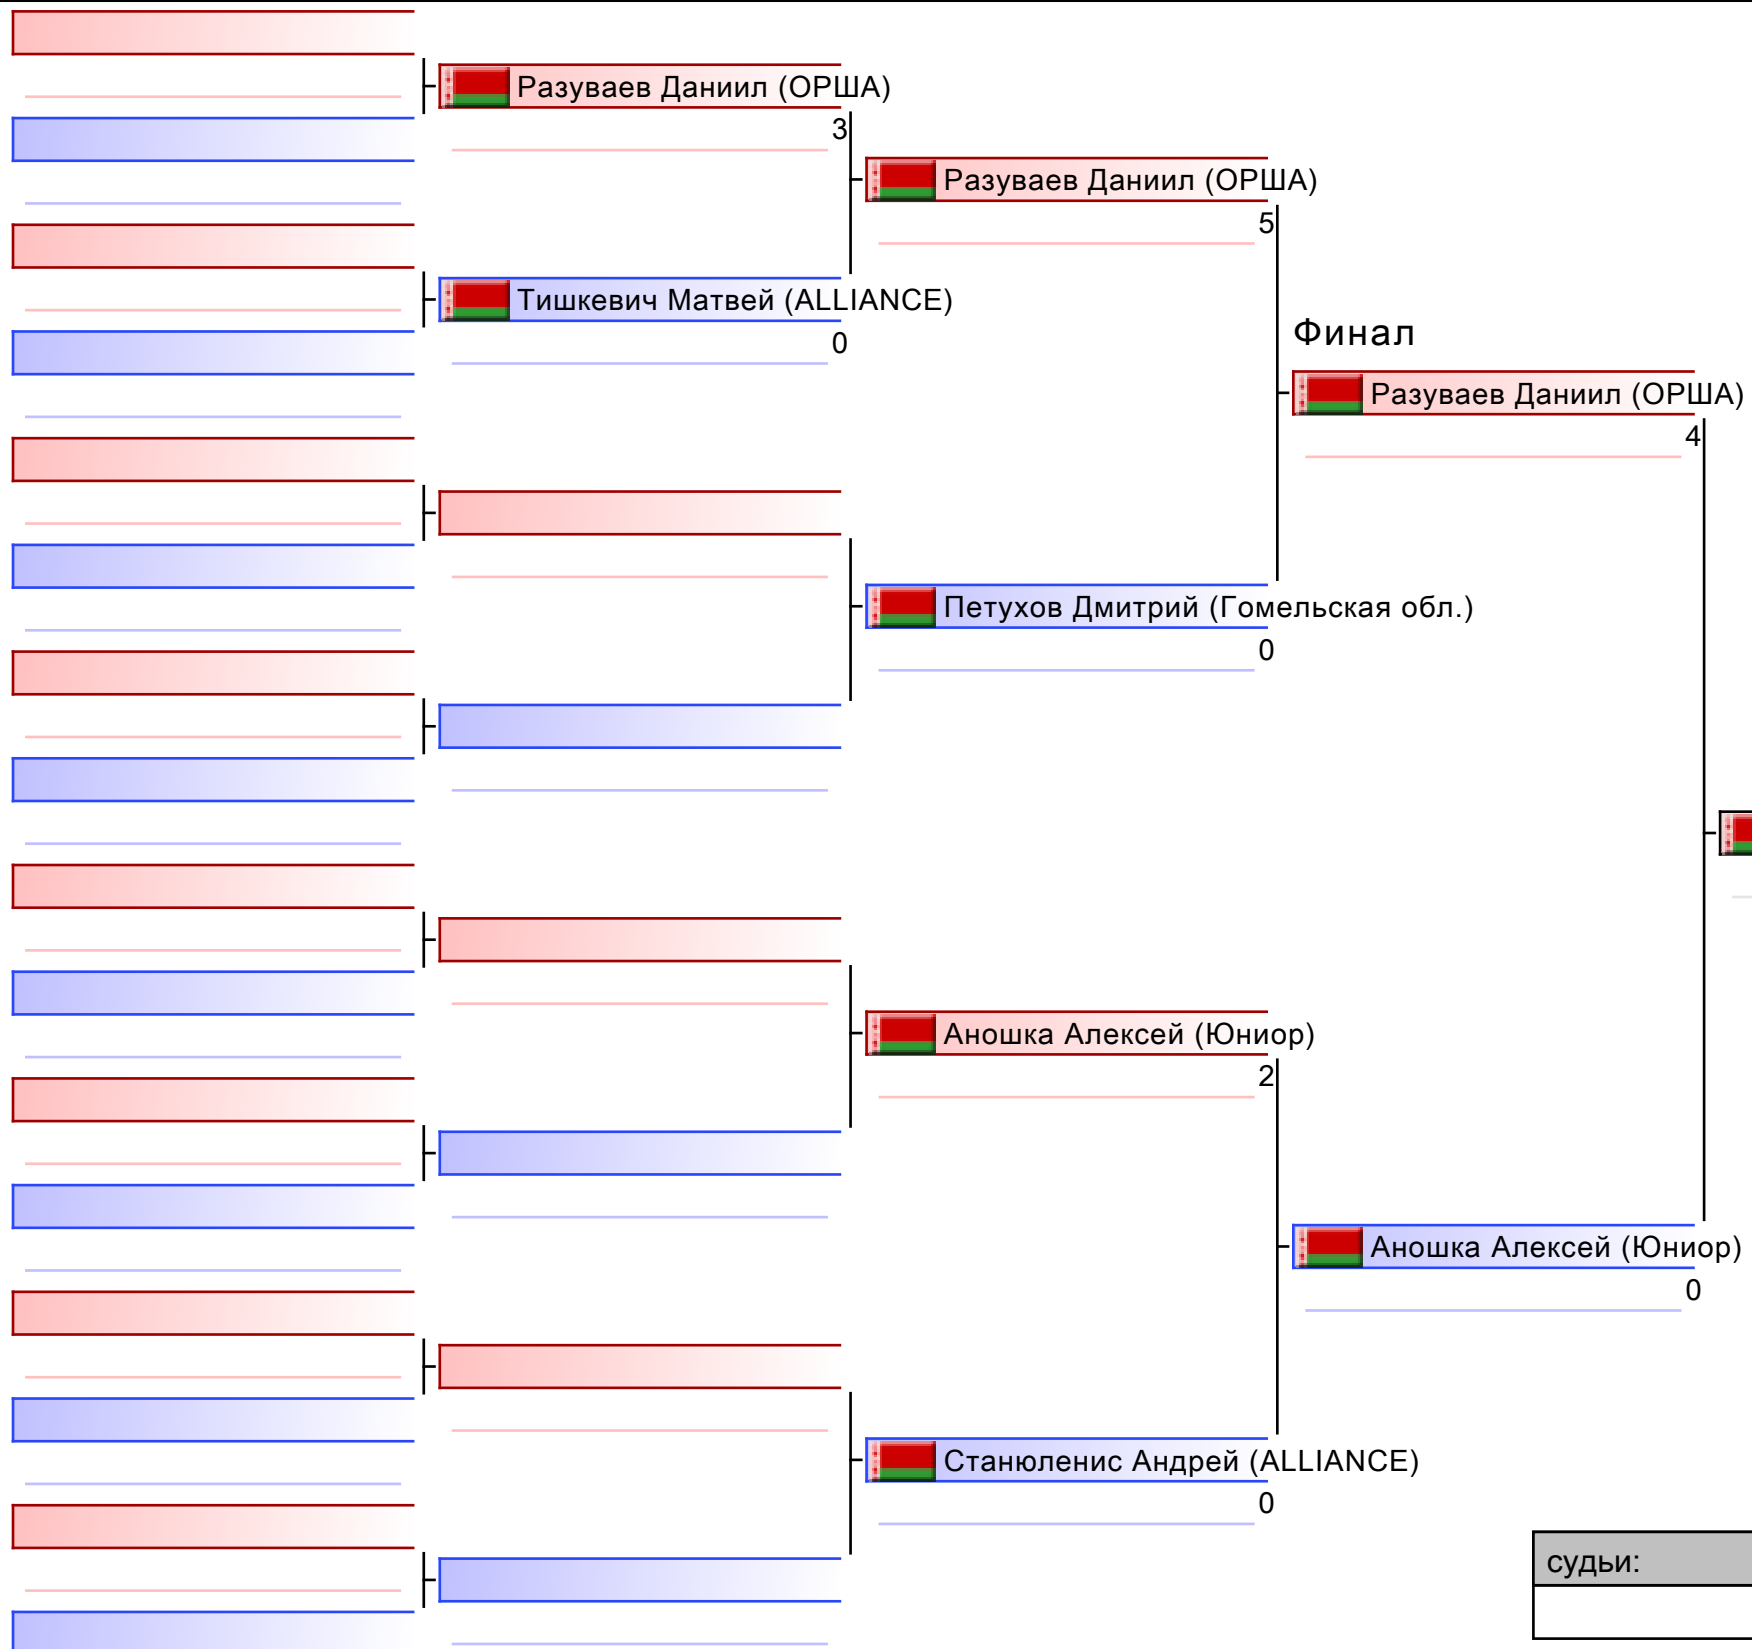 Разуваев Даниил (ОРША)
3
Разуваев Даниил (ОРША)
5
Тишкевич Матвей (ALLIANCE)
0
Финал
Разуваев Даниил (ОРША)
4
Петухов Дмитрий (Гомельская обл.)
0
Аношка Алексей (Юниор)
2
Аношка Алексей (Юниор)
0
Станюленис Андрей (ALLIANCE)
0
судьи: